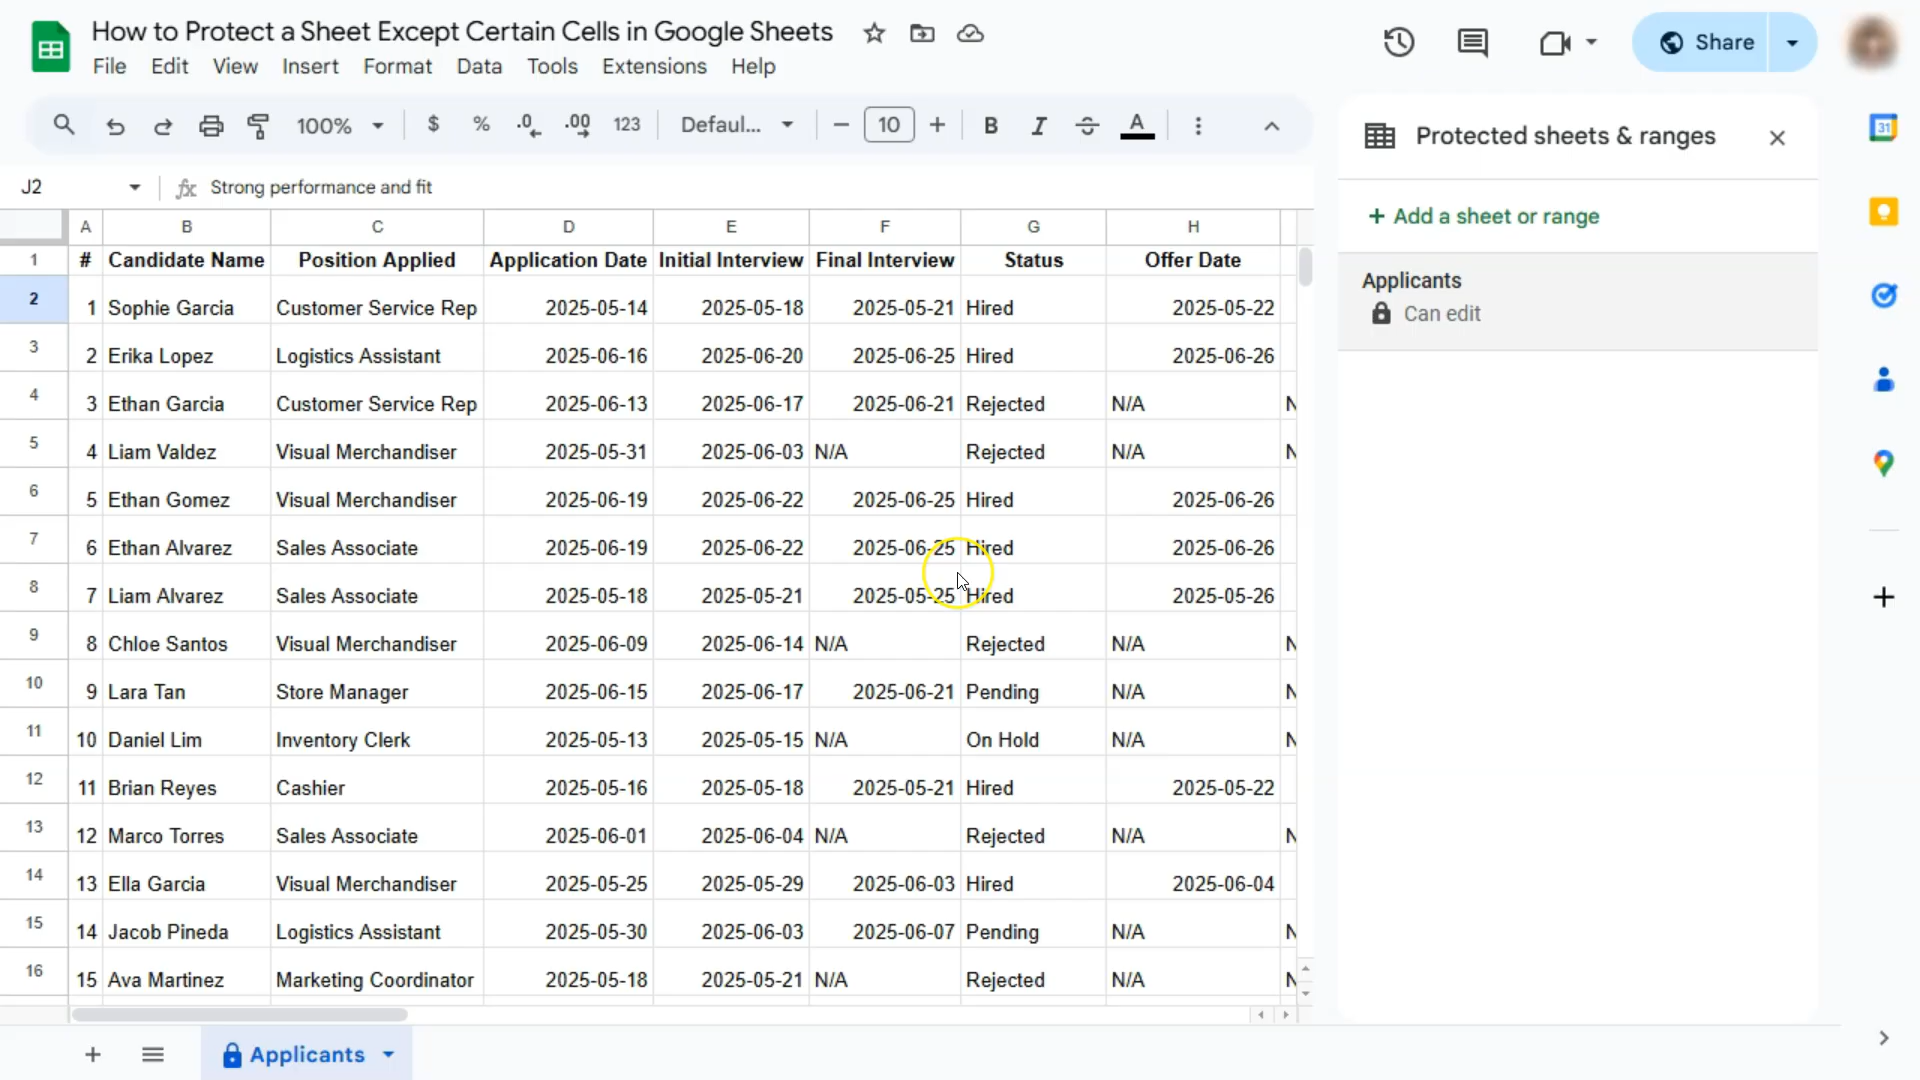 How to Protect a Sheet Except Certain Cells in Google Sheets
File Edit View Insert Format Data Tools Extensions Help
Share
100% $ % .0 .00 123 Defaul... − 10 + B I S A
J2 fx Strong performance and fit
A B C D E F G H
1 # Candidate Name Position Applied Application Date Initial Interview Final Interview Status Offer Date
2 1 Sophie Garcia Customer Service Rep 2025-05-14 2025-05-18 2025-05-21 Hired 2025-05-22
3 2 Erika Lopez Logistics Assistant 2025-06-16 2025-06-20 2025-06-25 Hired 2025-06-26
4 3 Ethan Garcia Customer Service Rep 2025-06-13 2025-06-17 2025-06-21 Rejected N/A N
5 4 Liam Valdez Visual Merchandiser 2025-05-31 2025-06-03 N/A Rejected N/A N
6 5 Ethan Gomez Visual Merchandiser 2025-06-19 2025-06-22 2025-06-25 Hired 2025-06-26
7 6 Ethan Alvarez Sales Associate 2025-06-19 2025-06-22 2025-06-25 Hired 2025-06-26
8 7 Liam Alvarez Sales Associate 2025-05-18 2025-05-21 2025-05-25 Hired 2025-05-26
9 8 Chloe Santos Visual Merchandiser 2025-06-09 2025-06-14 N/A Rejected N/A N
10 9 Lara Tan Store Manager 2025-06-15 2025-06-17 2025-06-21 Pending N/A N
11 10 Daniel Lim Inventory Clerk 2025-05-13 2025-05-15 N/A On Hold N/A N
12 11 Brian Reyes Cashier 2025-05-16 2025-05-18 2025-05-21 Hired 2025-05-22
13 12 Marco Torres Sales Associate 2025-06-01 2025-06-04 N/A Rejected N/A N
14 13 Ella Garcia Visual Merchandiser 2025-05-25 2025-05-29 2025-06-03 Hired 2025-06-04
15 14 Jacob Pineda Logistics Assistant 2025-05-30 2025-06-03 2025-06-07 Pending N/A N
16 15 Ava Martinez Marketing Coordinator 2025-05-18 2025-05-21 N/A Rejected N/A N
Applicants
Protected sheets & ranges
+ Add a sheet or range
Applicants
Can edit
31